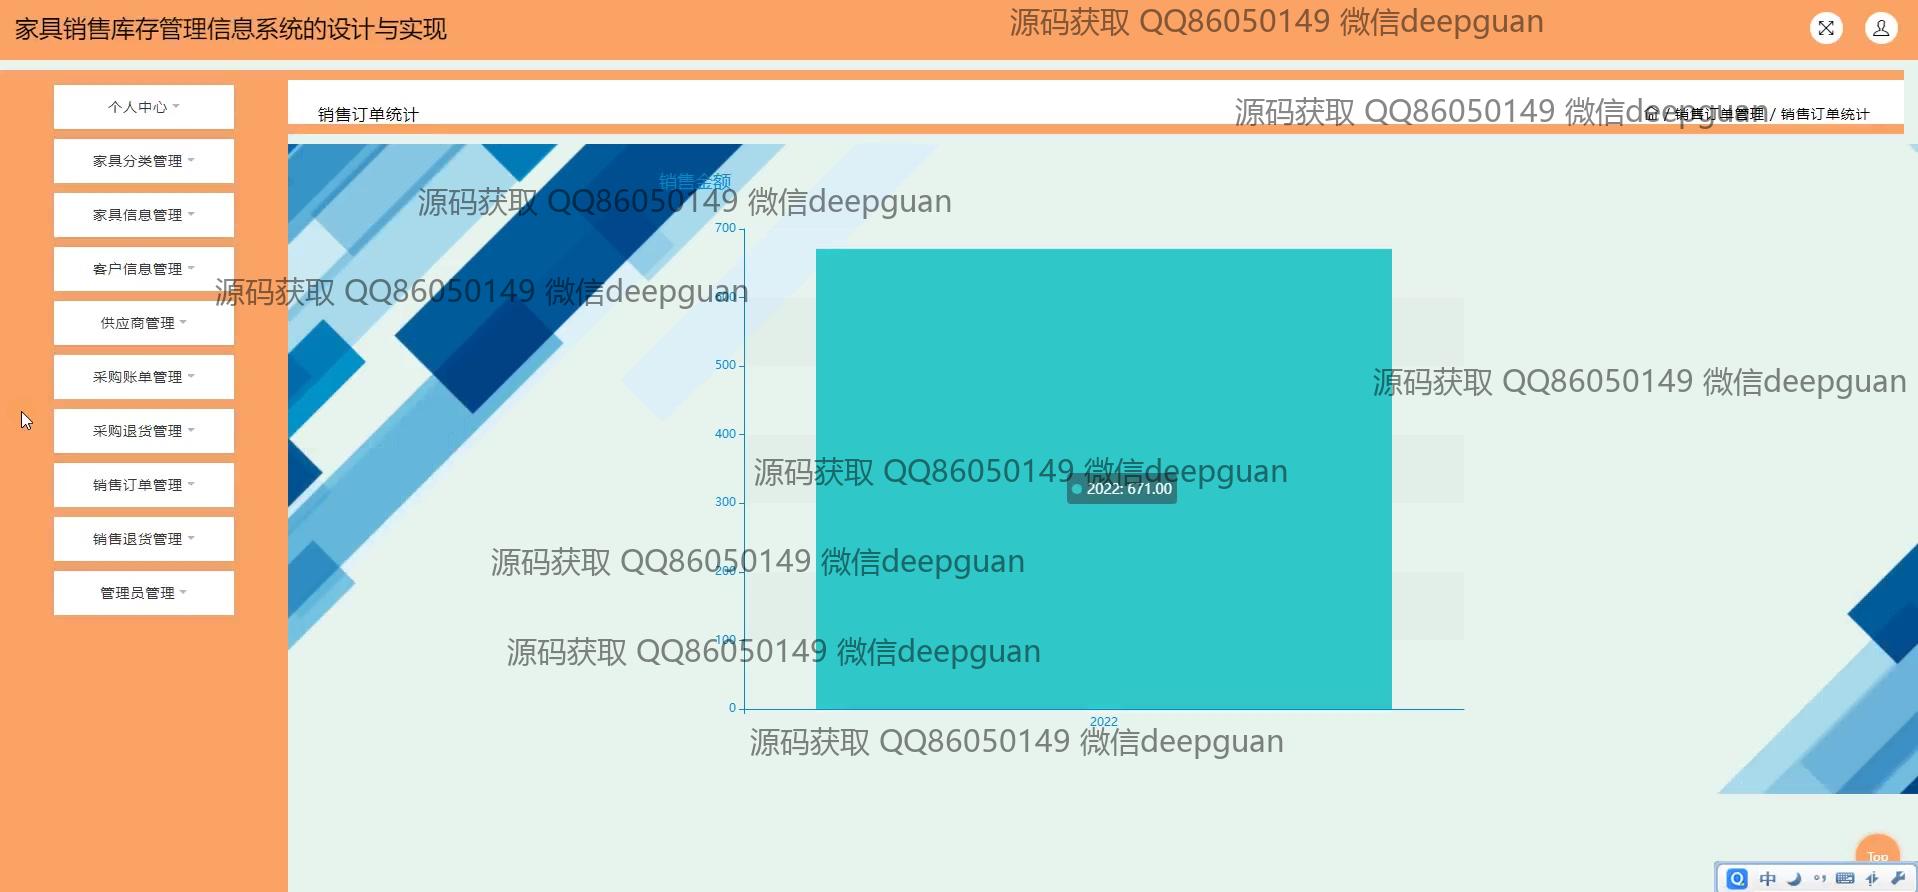 家具销售库存管理信息系统的设计与实现
源码获取 QQ86050149 微信deepguan
个人中心
家具分类管理
家具信息管理
客户信息管理
供应商管理
采购账单管理
采购退货管理
销售订单管理
销售退货管理
管理员管理
销售订单统计
源码获取 QQ86050149 微信deepguan
/ 销售订单管理 / 销售订单统计
销售金额
源码获取 QQ86050149 微信deepguan
700
源码获取 QQ86050149 微信deepguan
600
500
源码获取 QQ86050149 微信deepguan
400
源码获取 QQ86050149 微信deepguan
2022: 671.00
300
源码获取 QQ86050149 微信deepguan
200
100
源码获取 QQ86050149 微信deepguan
0
2022
源码获取 QQ86050149 微信deepguan
Top
中